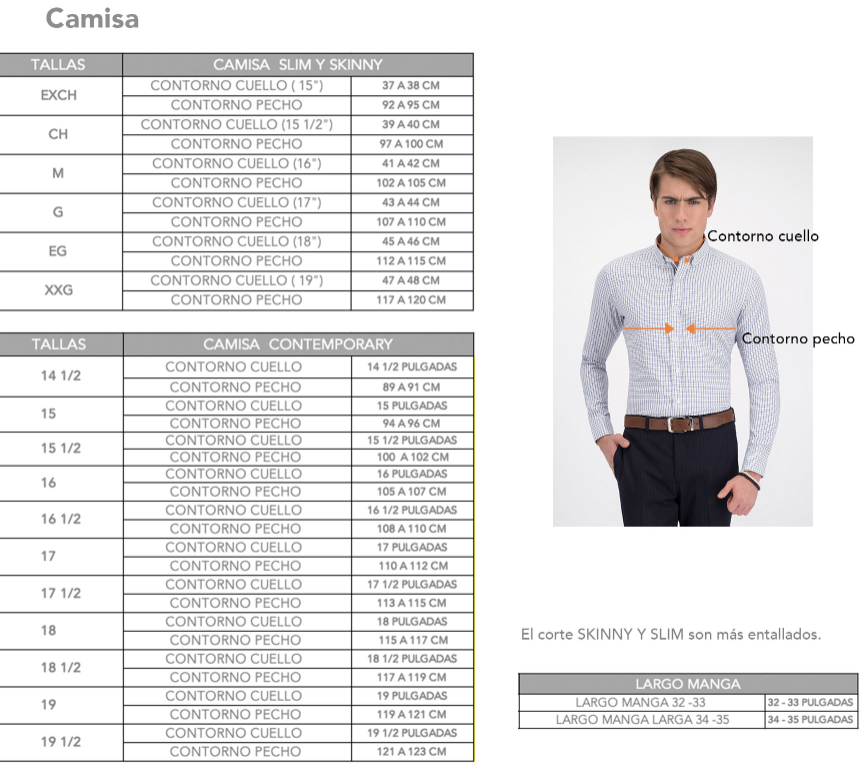 Camisa
TALLAS CAMISA SLIM Y SKINNY
EXCH CONTORNO CUELLO ( 15") 37 A 38 CM
CONTORNO PECHO 92 A 95 CM
CH CONTORNO CUELLO (15 1/2") 39 A 40 CM
CONTORNO PECHO 97 A 100 CM
M CONTORNO CUELLO (16") 41 A 42 CM
CONTORNO PECHO 102 A 105 CM
G CONTORNO CUELLO (17") 43 A 44 CM
CONTORNO PECHO 107 A 110 CM
EG CONTORNO CUELLO (18") 45 A 46 CM
CONTORNO PECHO 112 A 115 CM
XXG CONTORNO CUELLO ( 19") 47 A 48 CM
CONTORNO PECHO 117 A 120 CM
TALLAS CAMISA CONTEMPORARY
14 1/2 CONTORNO CUELLO 14 1/2 PULGADAS
CONTORNO PECHO 89 A 91 CM
15 CONTORNO CUELLO 15 PULGADAS
CONTORNO PECHO 94 A 96 CM
15 1/2 CONTORNO CUELLO 15 1/2 PULGADAS
CONTORNO PECHO 100 A 102 CM
16 CONTORNO CUELLO 16 PULGADAS
CONTORNO PECHO 105 A 107 CM
16 1/2 CONTORNO CUELLO 16 1/2 PULGADAS
CONTORNO PECHO 108 A 110 CM
17 CONTORNO CUELLO 17 PULGADAS
CONTORNO PECHO 110 A 112 CM
17 1/2 CONTORNO CUELLO 17 1/2 PULGADAS
CONTORNO PECHO 113 A 115 CM
18 CONTORNO CUELLO 18 PULGADAS
CONTORNO PECHO 115 A 117 CM
18 1/2 CONTORNO CUELLO 18 1/2 PULGADAS
CONTORNO PECHO 117 A 119 CM
19 CONTORNO CUELLO 19 PULGADAS
CONTORNO PECHO 119 A 121 CM
19 1/2 CONTORNO CUELLO 19 1/2 PULGADAS
CONTORNO PECHO 121 A 123 CM
Contorno cuello
Contorno pecho
El corte SKINNY Y SLIM son más entallados.
LARGO MANGA
LARGO MANGA 32 -33 32 - 33 PULGADAS
LARGO MANGA LARGA 34 -35 34 - 35 PULGADAS